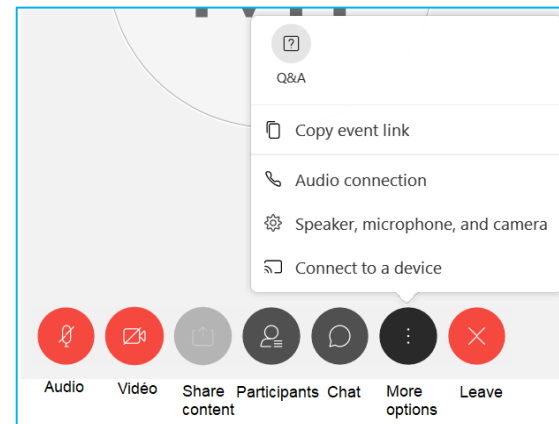 Q&A
Copy event link
Audio connection
Speaker, microphone, and camera
Connect to a device
Audio Vidéo Share Participants Chat More Leave
content options